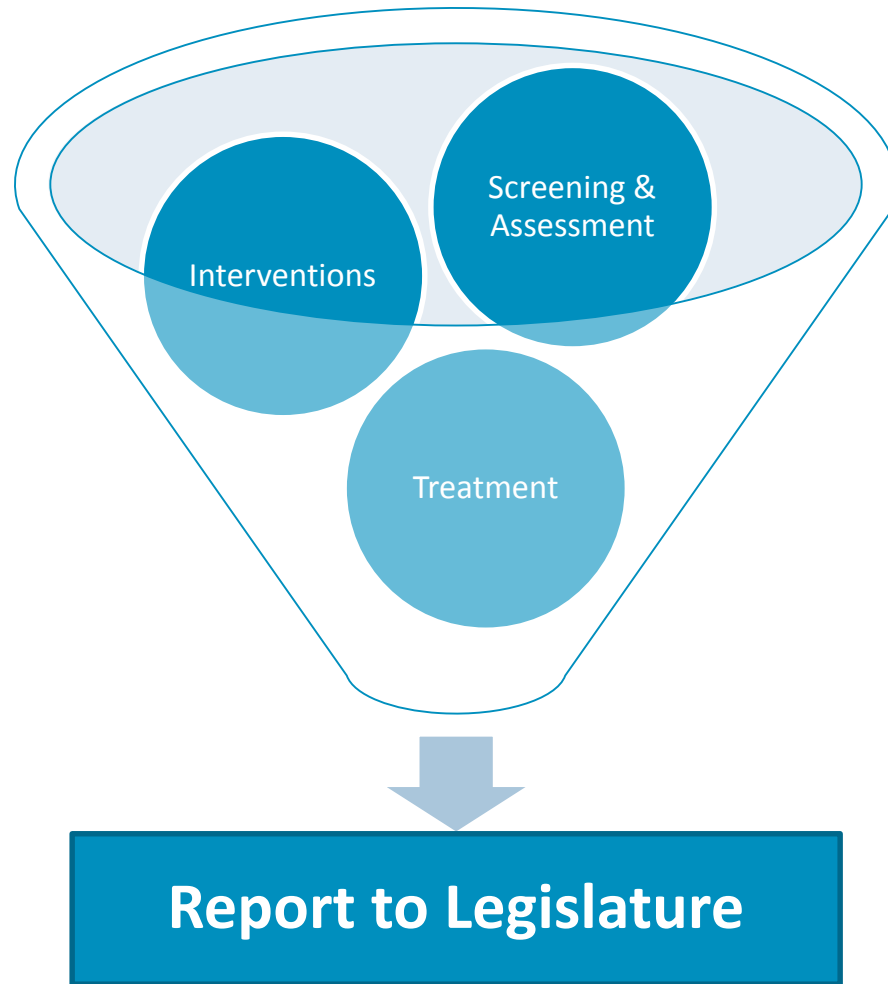 Screening &
Assessment
Interventions
Treatment
Report to Legislature